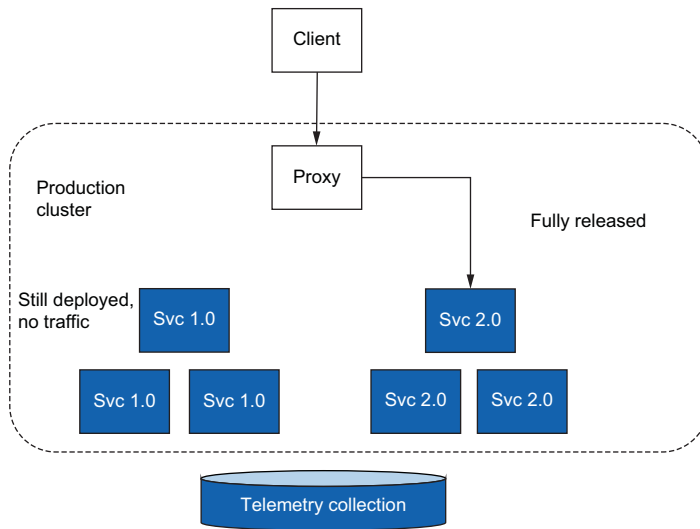 Client
Proxy
Production
cluster
Fully released
Still deployed,
no traffic
Svc 1.0
Svc 2.0
Svc 1.0
Svc 1.0
Svc 2.0
Svc 2.0
Telemetry collection